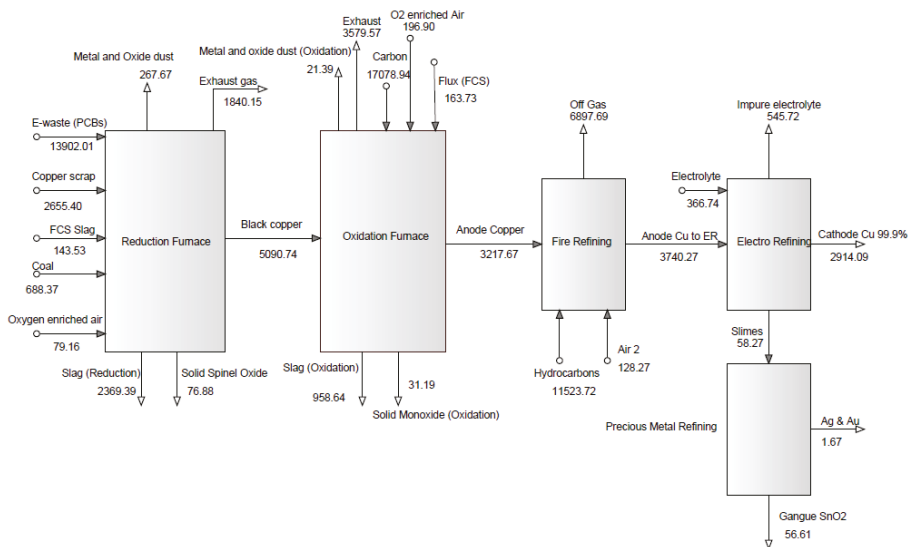 Exhaust
3579.57
O2 enriched Air
196.90
Metal and Oxide dust
267.67
Metal and oxide dust (Oxidation)
21.39
Carbon
17078.94
Flux (FCS)
163.73
Exhaust gas
1840.15
Off Gas
6897.69
Impure electrolyte
545.72
E-waste (PCBs)
13902.01
Copper scrap
2655.40
FCS Slag
143.53
Coal
688.37
Oxygen enriched air
79.16
Reduction Furnace
Black copper
5090.74
Oxidation Furnace
Anode Copper
3217.67
Fire Refining
Anode Cu to ER
3740.27
Electrolyte
366.74
Electro Refining
Cathode Cu 99.9%
2914.09
Slag (Reduction)
2369.39
Solid Spinel Oxide
76.88
Slag (Oxidation)
958.64
31.19
Solid Monoxide (Oxidation)
Hydrocarbons
11523.72
Air 2
128.27
Slimes
58.27
Precious Metal Refining
Ag & Au
1.67
Gangue SnO2
56.61